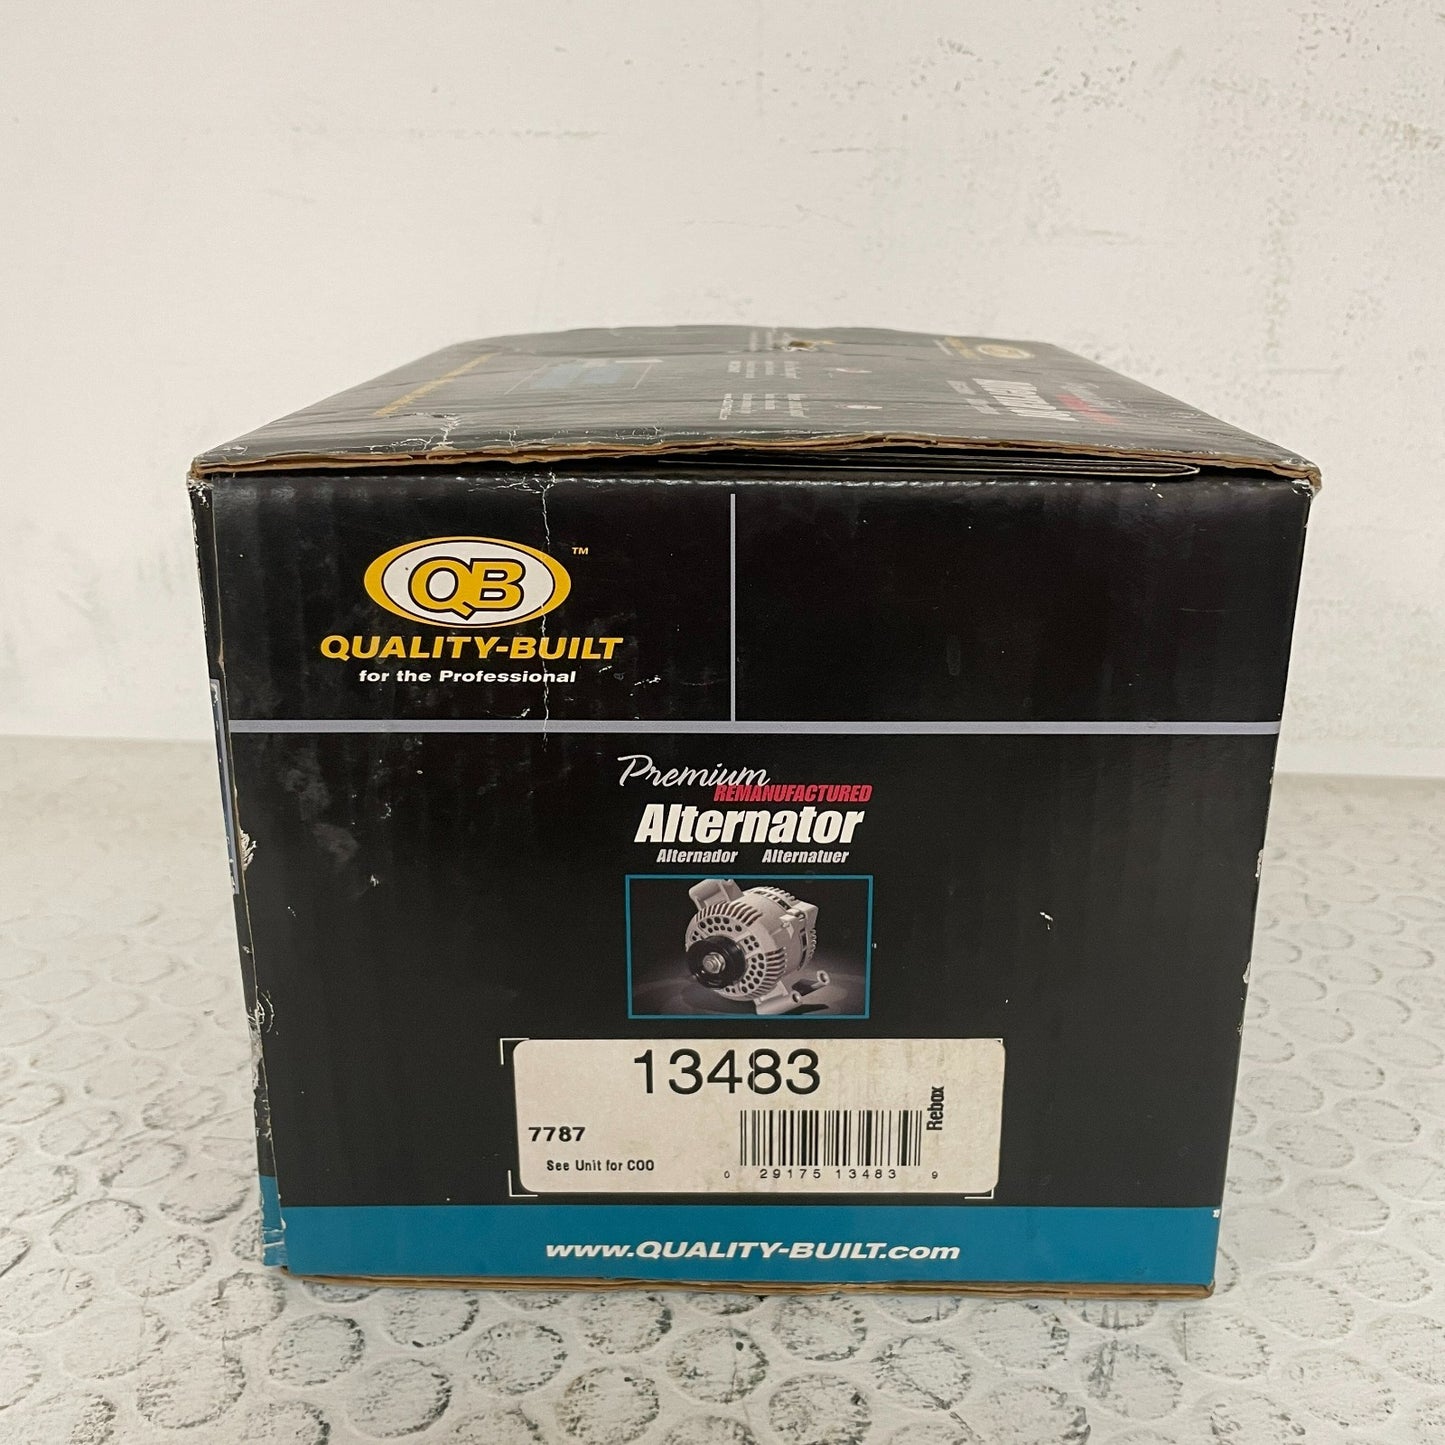 QB
™
QUALITY-BUILT
for the Professional
Premium
REMANUFACTURED
Alternator
Alternador Alternatuer
13483
Rebox
7787
See Unit for COO
0 29175 13483 9
www.QUALITY-BUILT.com